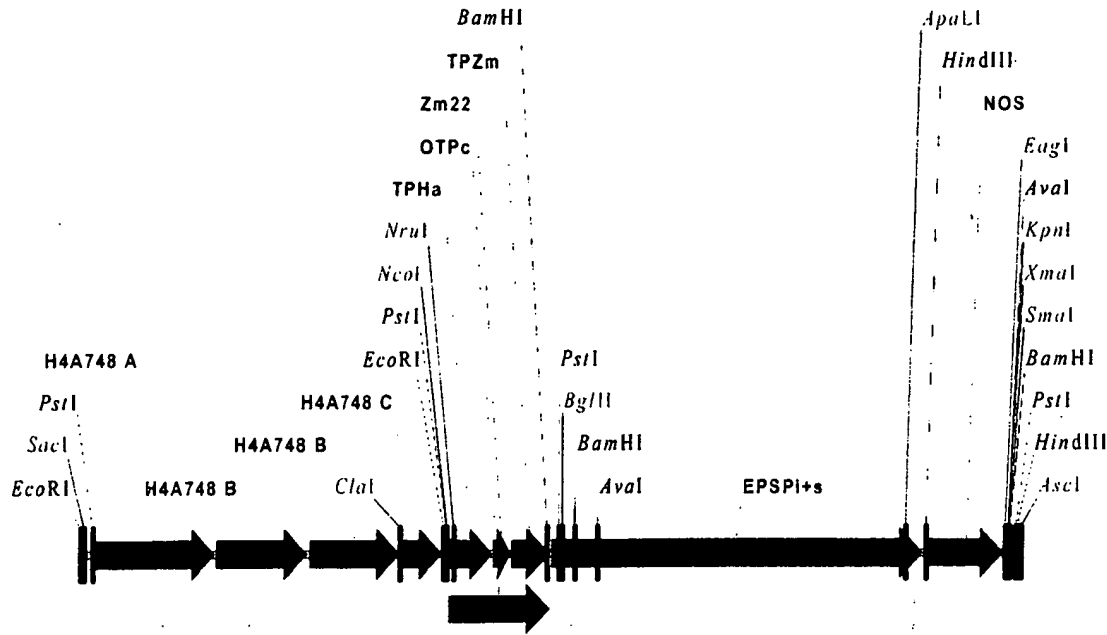 BamHI
ApaLI
TPZm
HindIII
Zm22
NOS
OTPc
EagI
TPHa
AvaI
NruI
KpnI
NcoI
XmaI
PstI
SmaI
H4A748 A
EcoRI
PstI
BamHI
PstI
H4A748 C
BglII
PstI
SacI
H4A748 B
BamHI
HindIII
EcoRI
H4A748 B
ClaI
AvaI
EPSPi+s
AscI